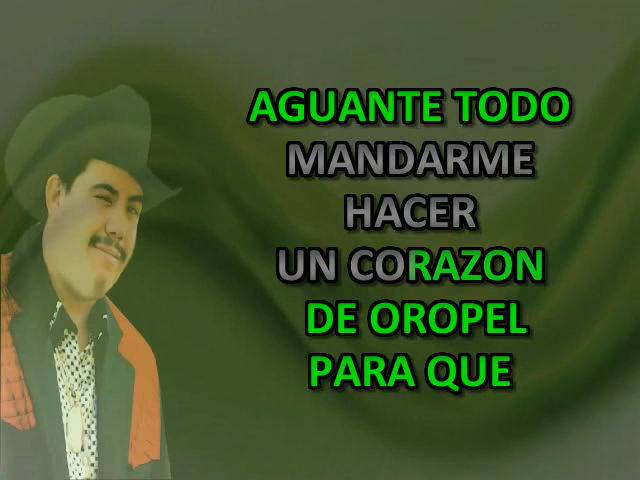 AGUANTE TODO
MANDARME
HACER
UN CORAZON
DE OROPEL
PARA QUE